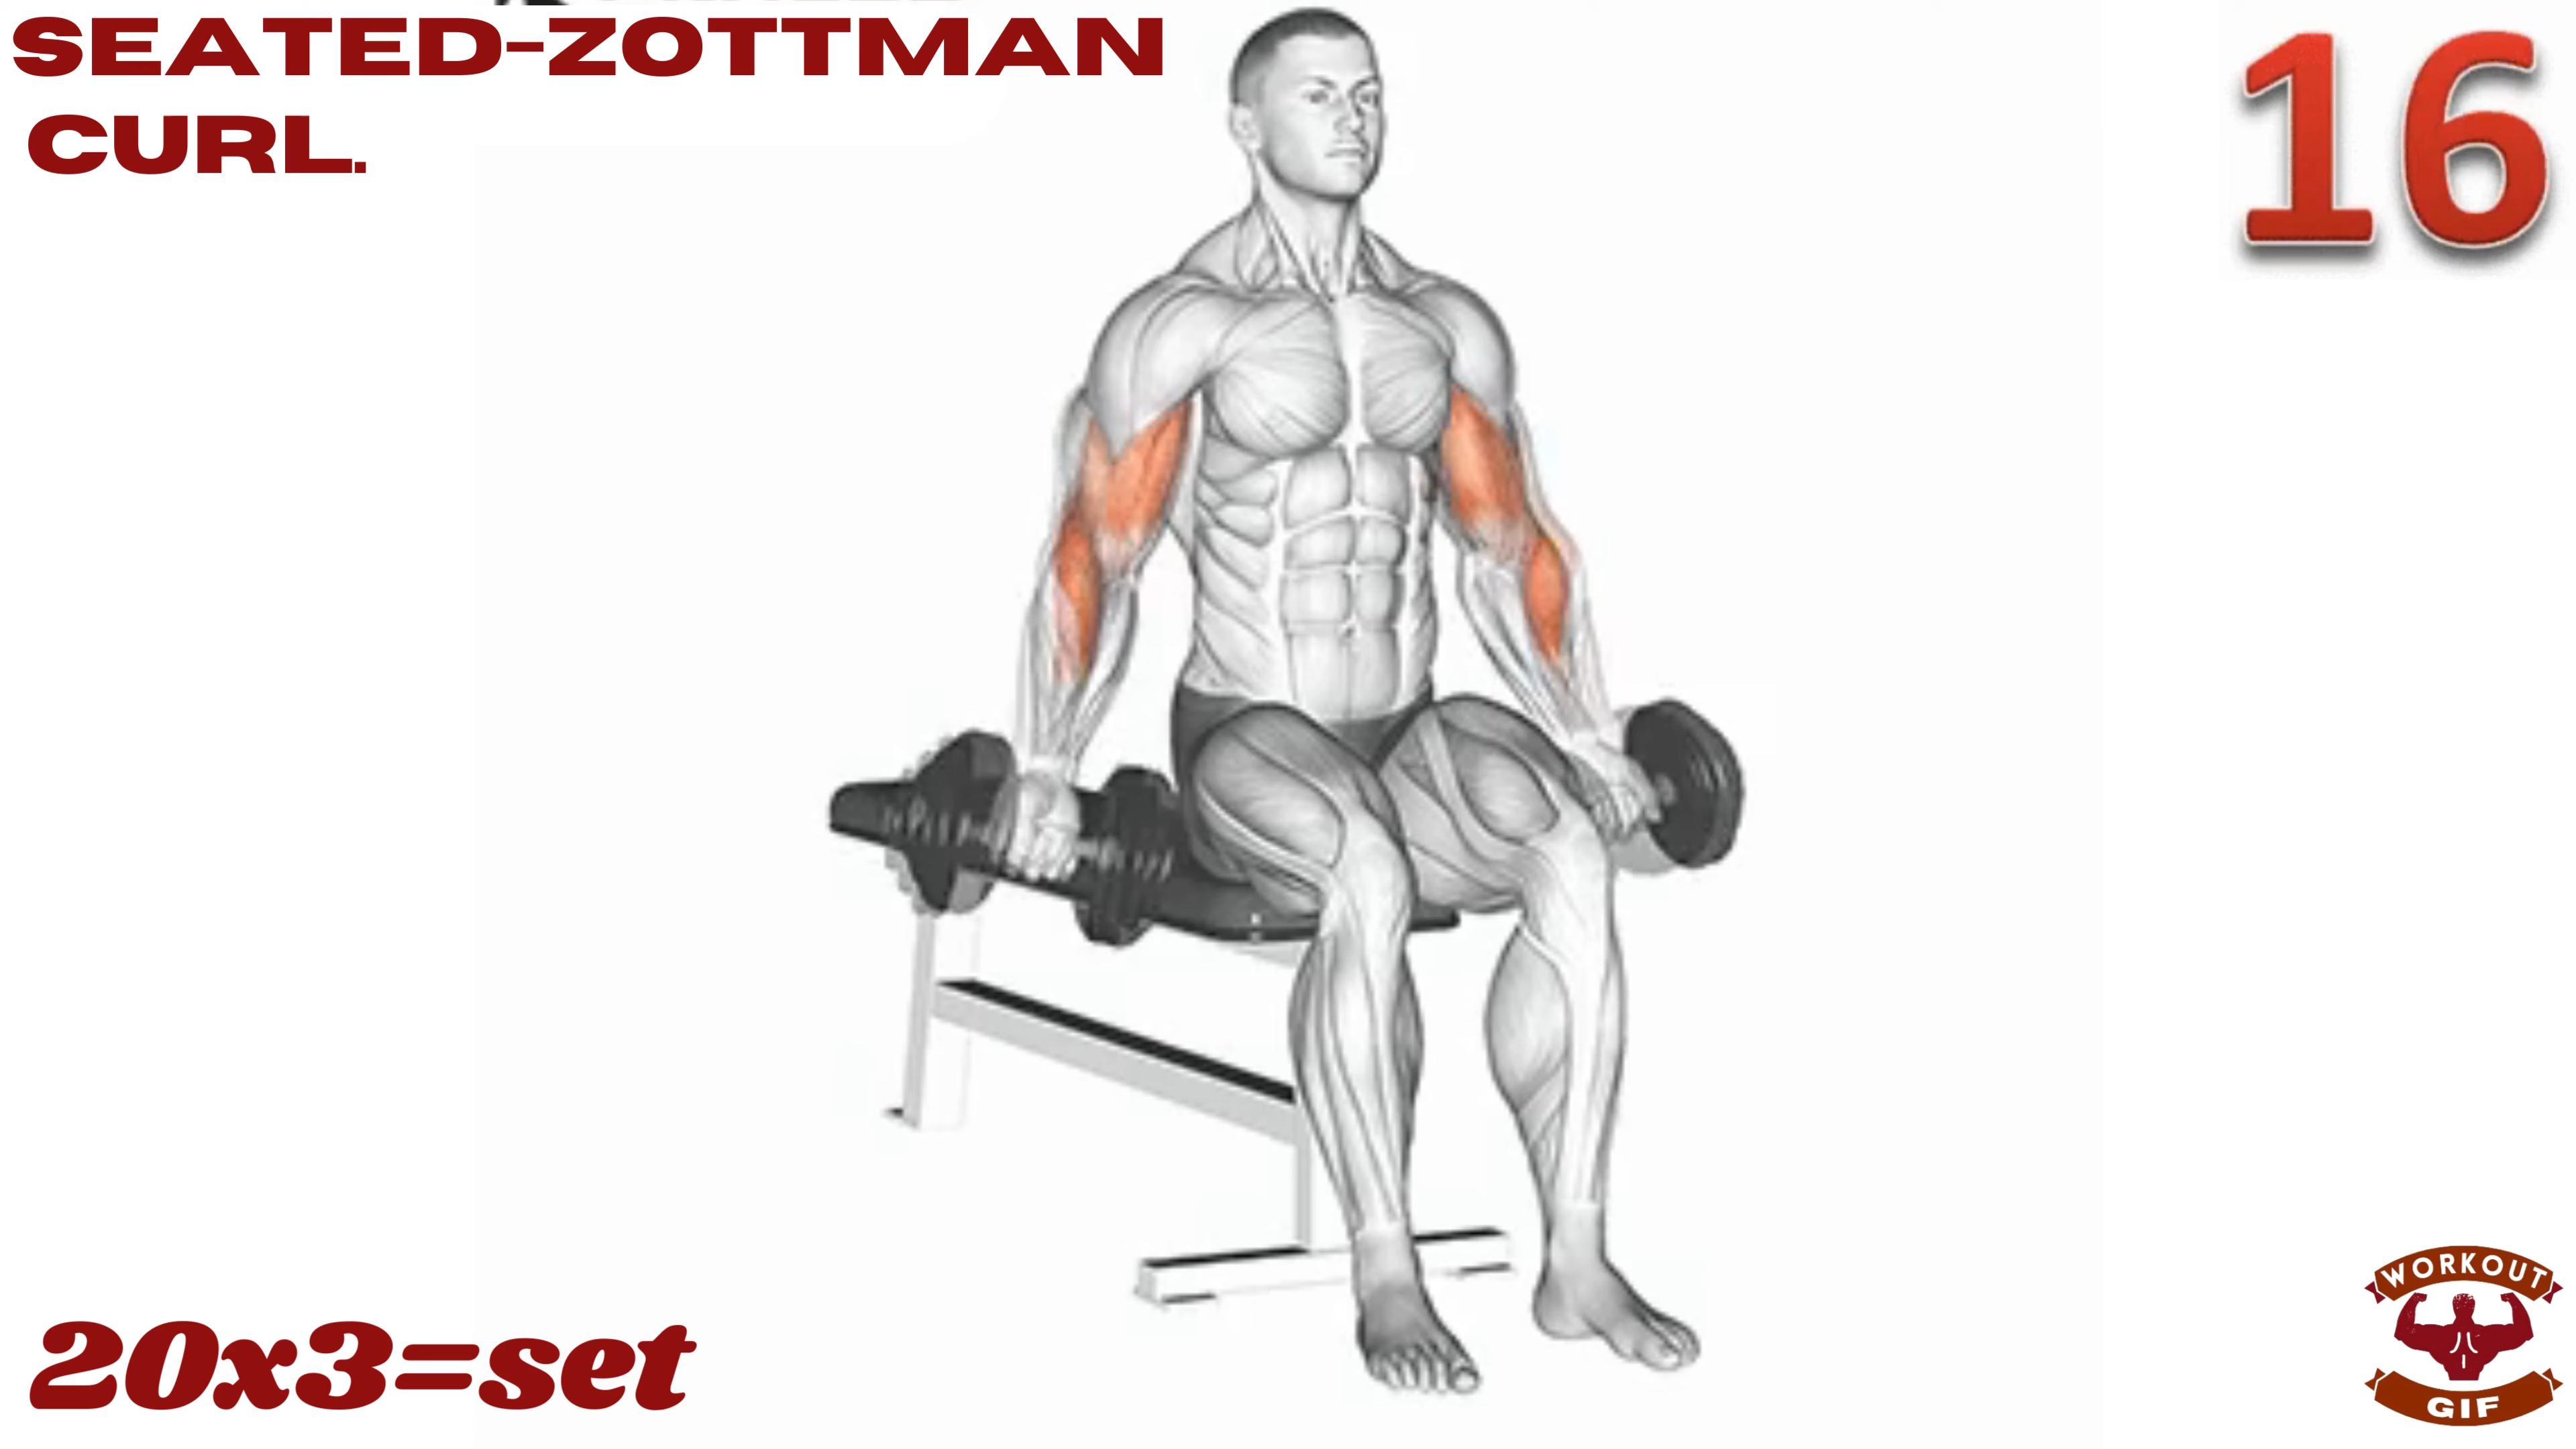 SEATED-ZOTTMAN
CURL.
16
20x3=set
WORKOUT
GIF